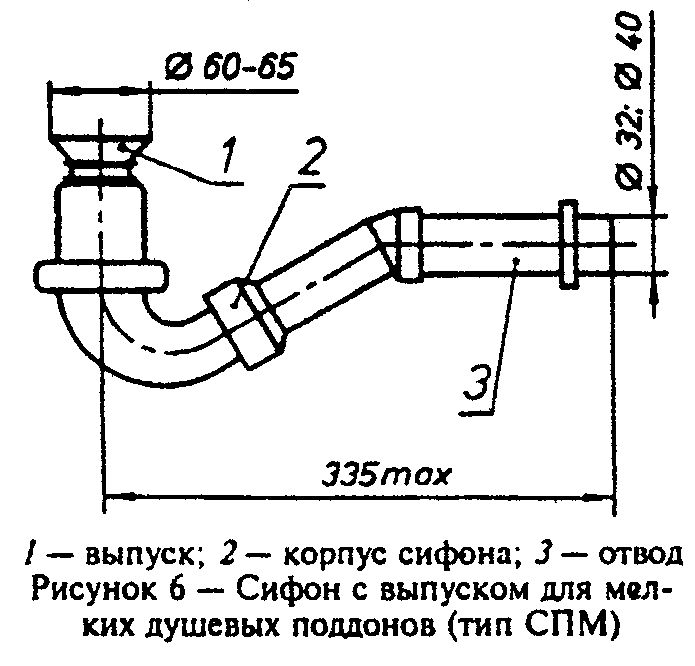 Ø 60-65
Ø 32; Ø 40
1
2
3
335max
1 — выпуск; 2 — корпус сифона; 3 — отвод
Рисунок 6 — Сифон с выпуском для мел-
ких душевых поддонов (тип СПМ)